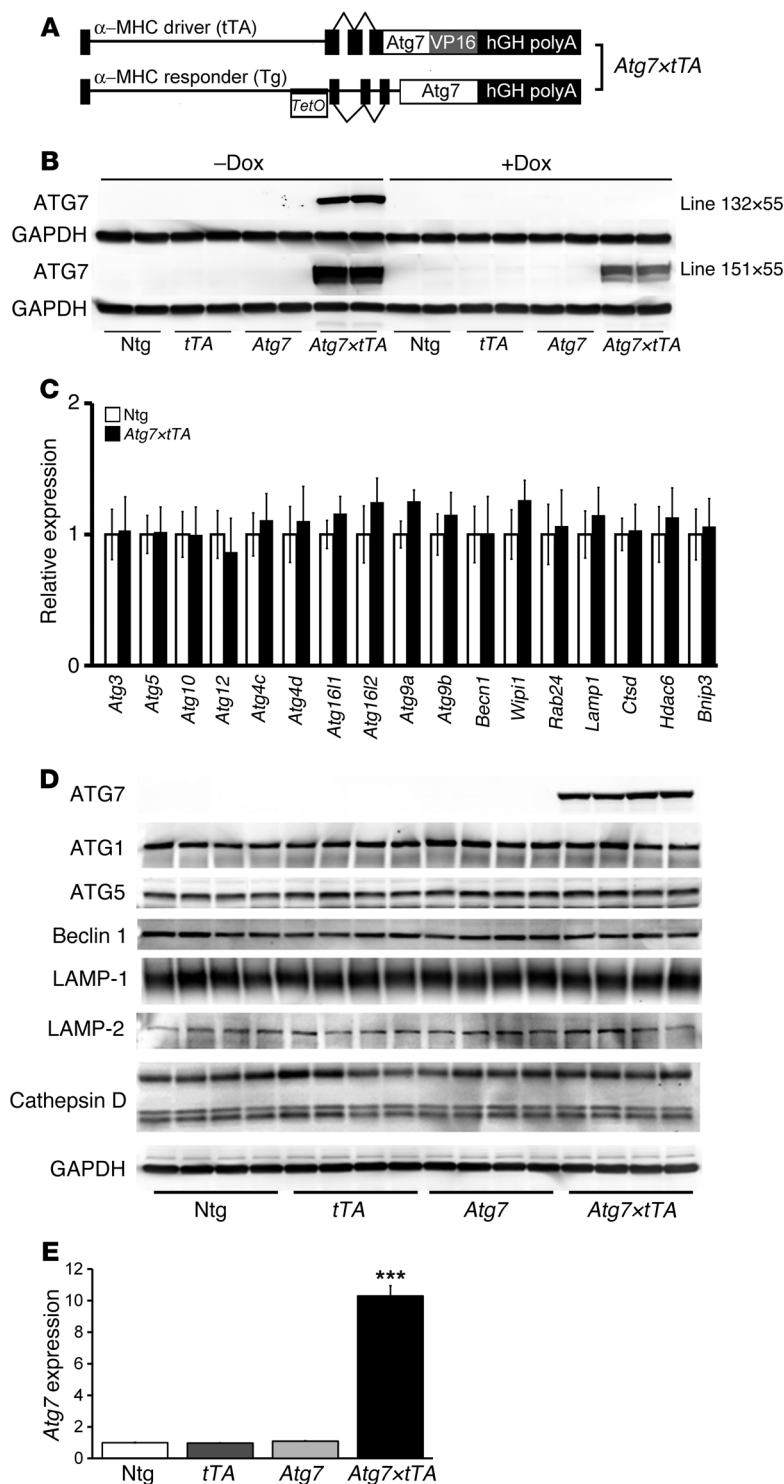 A
α–MHC driver (tTA)
Atg7 VP16 hGH polyA
α–MHC responder (Tg)
TetO
Atg7 hGH polyA
Atg7×tTA
B
–Dox +Dox
ATG7 Line 132×55
GAPDH
ATG7 Line 151×55
GAPDH
Ntg tTA Atg7 Atg7×tTA Ntg tTA Atg7 Atg7×tTA
C
Relative expression
2
1
0
Ntg
Atg7×tTA
Atg3 Atg5 Atg10 Atg12 Atg4c Atg4d Atg16l1 Atg16l2 Atg9a Atg9b Becn1 Wipi1 Rab24 Lamp1 Ctsd Hdac6 Bnip3
D
ATG7
ATG1
ATG5
Beclin 1
LAMP-1
LAMP-2
Cathepsin D
GAPDH
Ntg tTA Atg7 Atg7×tTA
E
Atg7 expression
12
10
8
6
4
2
0
***
Ntg tTA Atg7 Atg7×tTA